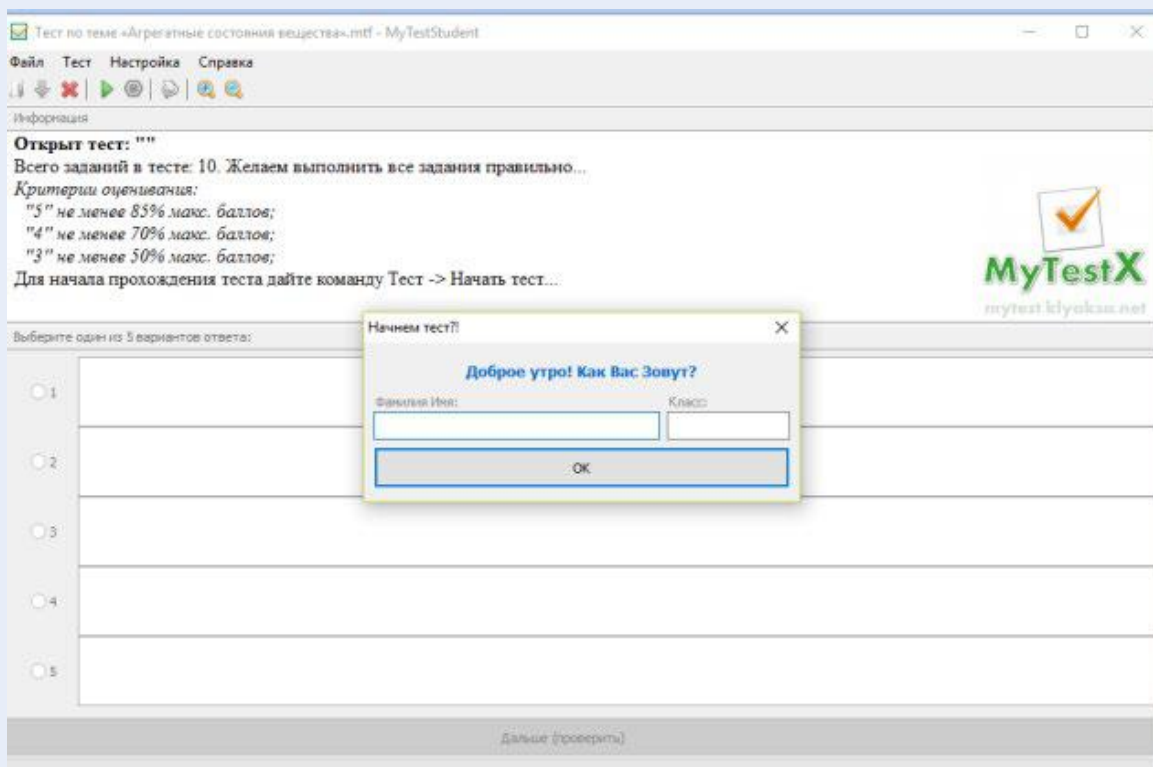 Тест по теме «Агрегатные состояния вещества».mtf - MyTestStudent
Файл Тест Настройка Справка
Информация
Открыт тест: ""
Всего заданий в тесте: 10. Желаем выполнить все задания правильно...
Критерии оценивания:
"5" не менее 85% макс. баллов;
"4" не менее 70% макс. баллов;
"3" не менее 50% макс. баллов;
Для начала прохождения теста дайте команду Тест -> Начать тест...
MyTestX
mytest.klyaksa.net
Выберите один из 5 вариантов ответа:
Начнем тест?!
Доброе утро! Как Вас Зовут?
Фамилия Имя: Класс:
OK
1
2
3
4
5
Дальше (проверить)